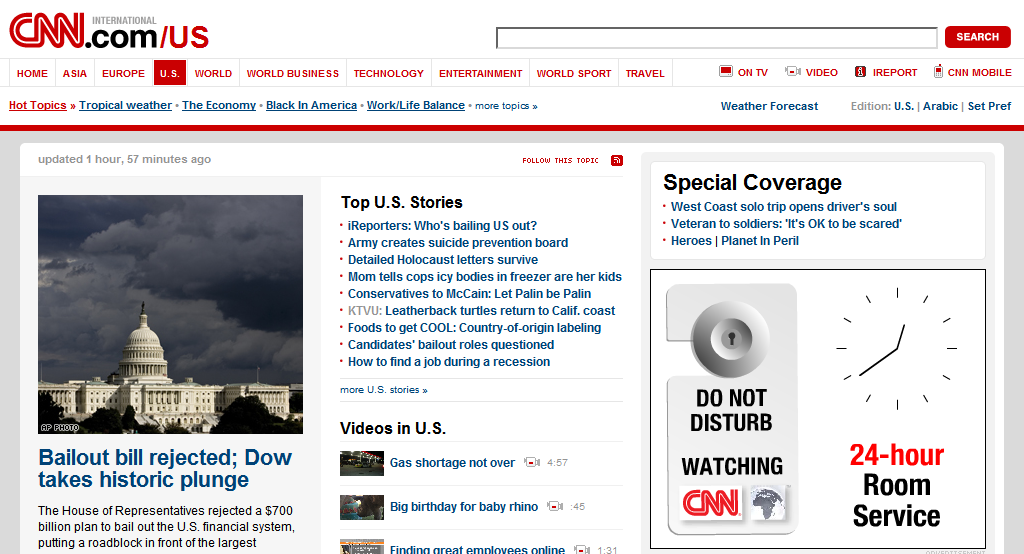 CNN INTERNATIONAL
.com/US
SEARCH
HOME ASIA EUROPE U.S. WORLD WORLD BUSINESS TECHNOLOGY ENTERTAINMENT WORLD SPORT TRAVEL ON TV VIDEO IREPORT CNN MOBILE
Hot Topics » Tropical weather • The Economy • Black In America • Work/Life Balance • more topics » Weather Forecast Edition: U.S. | Arabic | Set Pref
updated 1 hour, 57 minutes ago
FOLLOW THIS TOPIC
AP PHOTO
Bailout bill rejected; Dow
takes historic plunge
The House of Representatives rejected a $700
billion plan to bail out the U.S. financial system,
putting a roadblock in front of the largest
Top U.S. Stories
• iReporters: Who's bailing US out?
• Army creates suicide prevention board
• Detailed Holocaust letters survive
• Mom tells cops icy bodies in freezer are her kids
• Conservatives to McCain: Let Palin be Palin
• KTVU: Leatherback turtles return to Calif. coast
• Foods to get COOL: Country-of-origin labeling
• Candidates' bailout roles questioned
• How to find a job during a recession
more U.S. stories »
Videos in U.S.
Gas shortage not over 4:57
Big birthday for baby rhino :45
Finding great employees online 1:31
Special Coverage
• West Coast solo trip opens driver's soul
• Veteran to soldiers: 'It's OK to be scared'
• Heroes | Planet In Peril
DO NOT
DISTURB
WATCHING
CNN
24-hour
Room
Service
ADVERTISEMENT